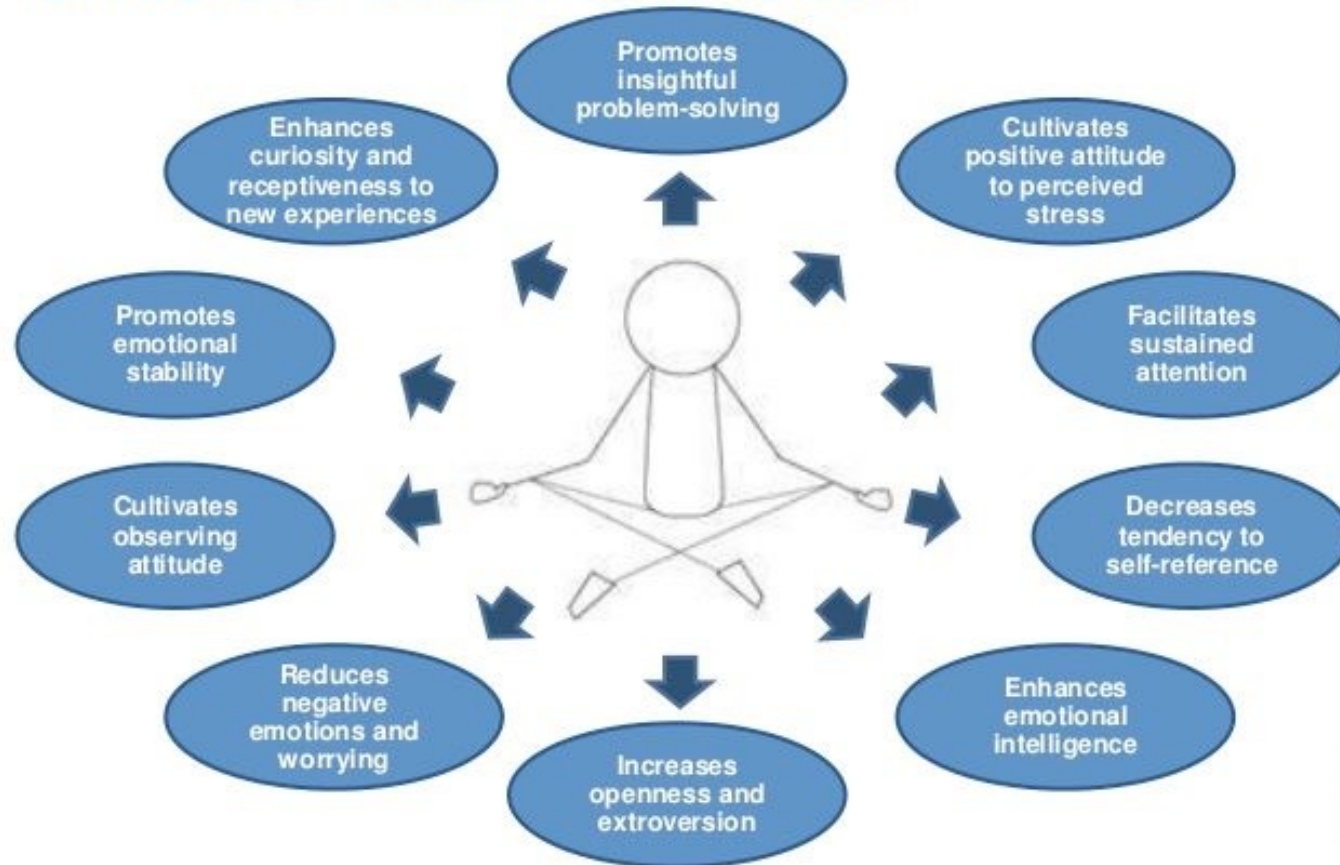 Promotes
insightful
problem-solving
Cultivates
positive attitude
to perceived
stress
Facilitates
sustained
attention
Decreases
tendency to
self-reference
Enhances
emotional
intelligence
Increases
openness and
extroversion
Reduces
negative
emotions and
worrying
Cultivates
observing
attitude
Promotes
emotional
stability
Enhances
curiosity and
receptiveness to
new experiences